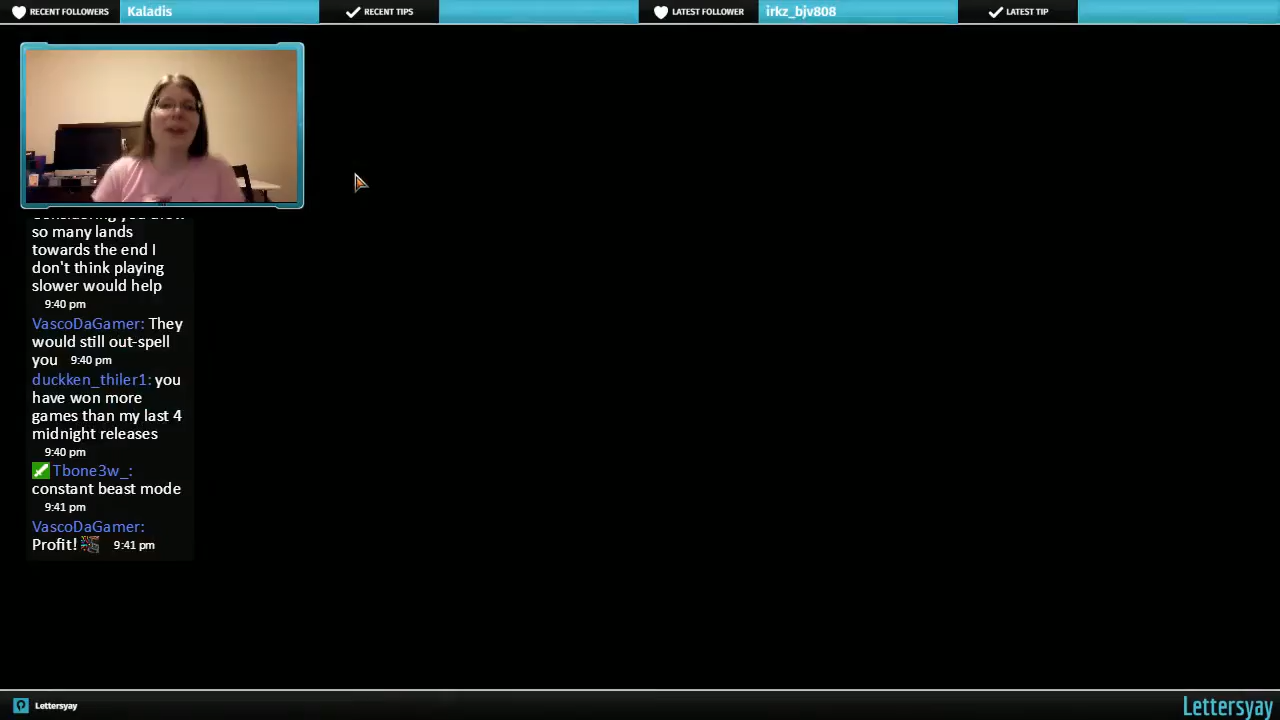 RECENT FOLLOWERS Kaladis RECENT TIPS LATEST FOLLOWER irkz_bjv808 LATEST TIP
so many lands
towards the end I
don't think playing
slower would help
9:40 pm
VascoDaGamer: They
would still out-spell
you 9:40 pm
duckken_thiler1: you
have won more
games than my last 4
midnight releases
9:40 pm
Tbone3w_:
constant beast mode
9:41 pm
VascoDaGamer:
Profit! 9:41 pm
Lettersyay
Lettersyay